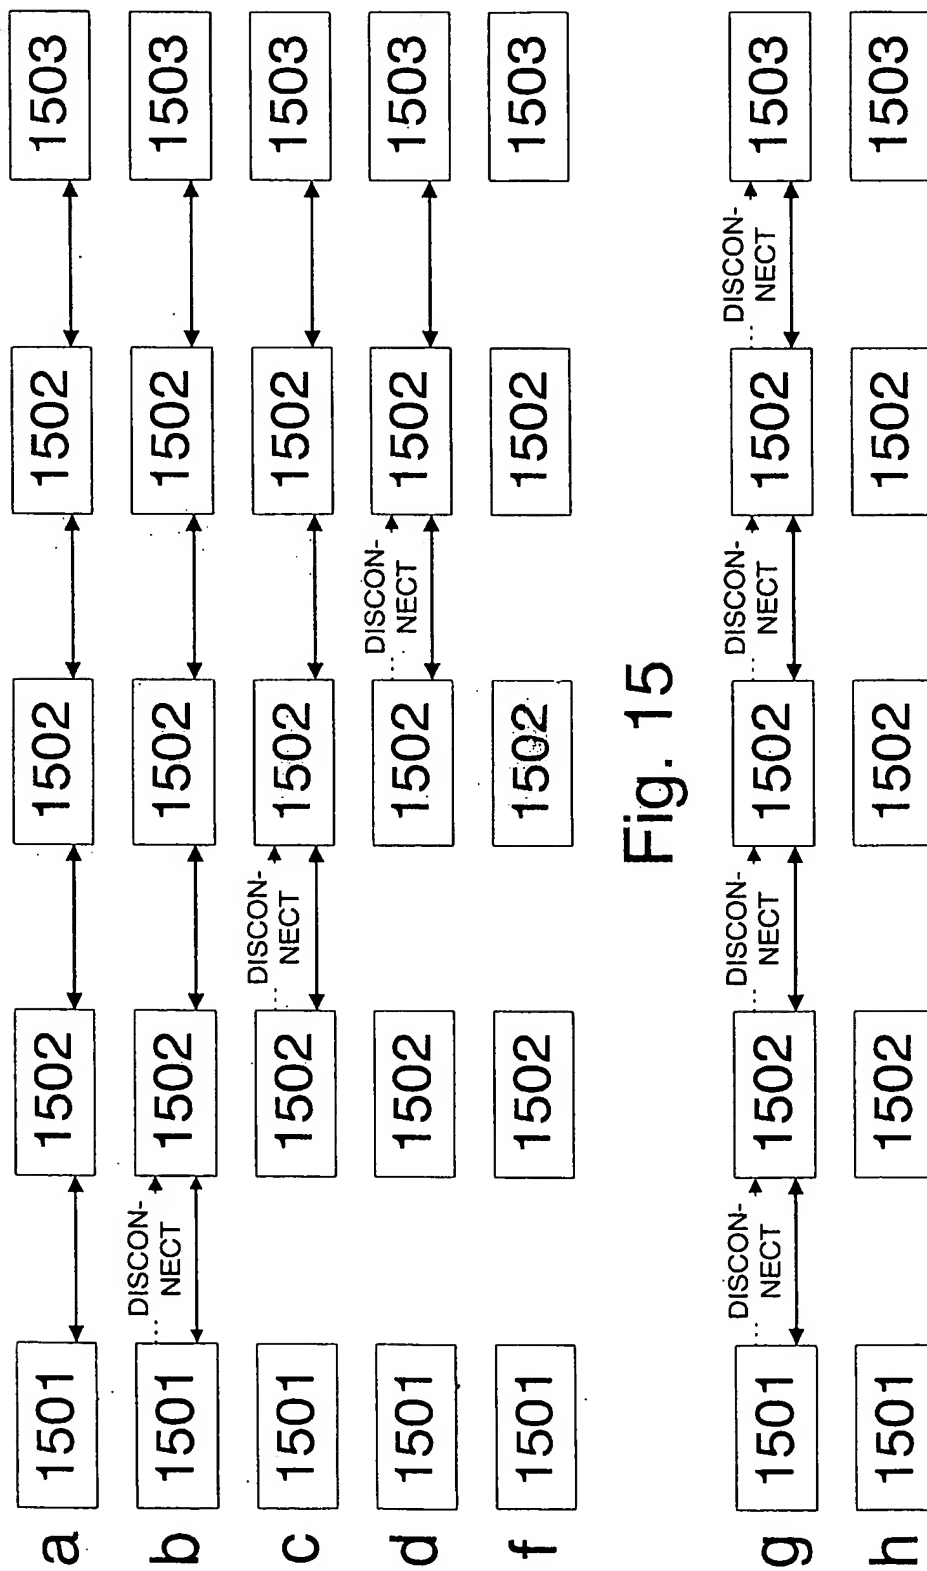 a 1501 1502 1502 1502 1503
b 1501 DISCON-
NECT 1502 1502 1502 1503
c 1501 1502 DISCON-
NECT 1502 1502 1503
d 1501 1502 1502 DISCON-
NECT 1502 1503
f 1501 1502 1502 1502 1503
Fig. 15
g 1501 DISCON-
NECT 1502 DISCON-
NECT 1502 DISCON-
NECT 1502 DISCON-
NECT 1503
h 1501 1502 1502 1502 1503